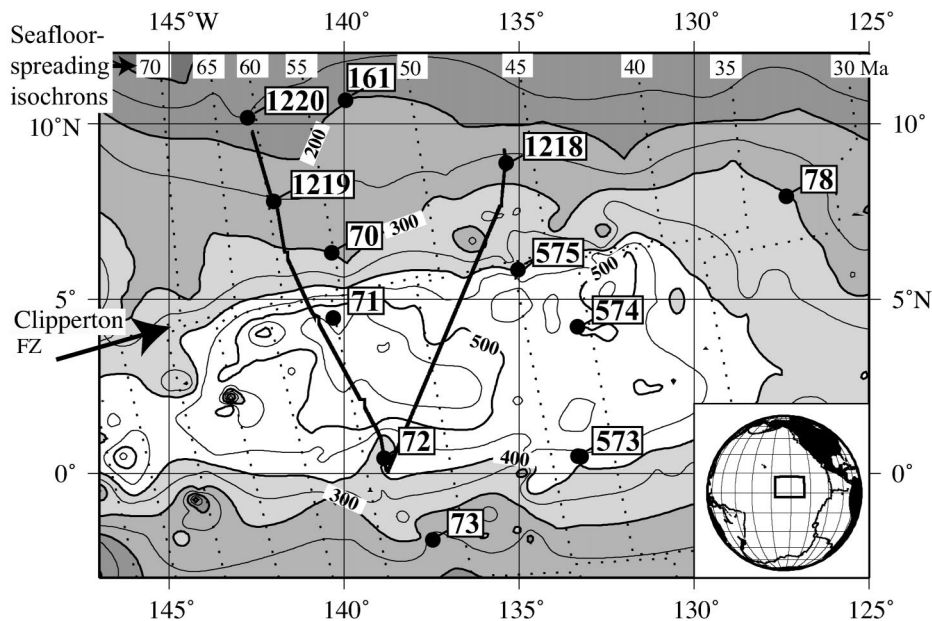 145°W 140° 135° 130° 125°
Seafloor-
spreading
isochrons
70 65 60 55 50 45 40 35 30 Ma
1220 161
10°N 10°
200
1218
1219 78
70 300
575
500
5°N 5°N
71 574
Clipperton
FZ
500
72 573
0° 400 0°
300
73
145° 140° 135° 130° 125°